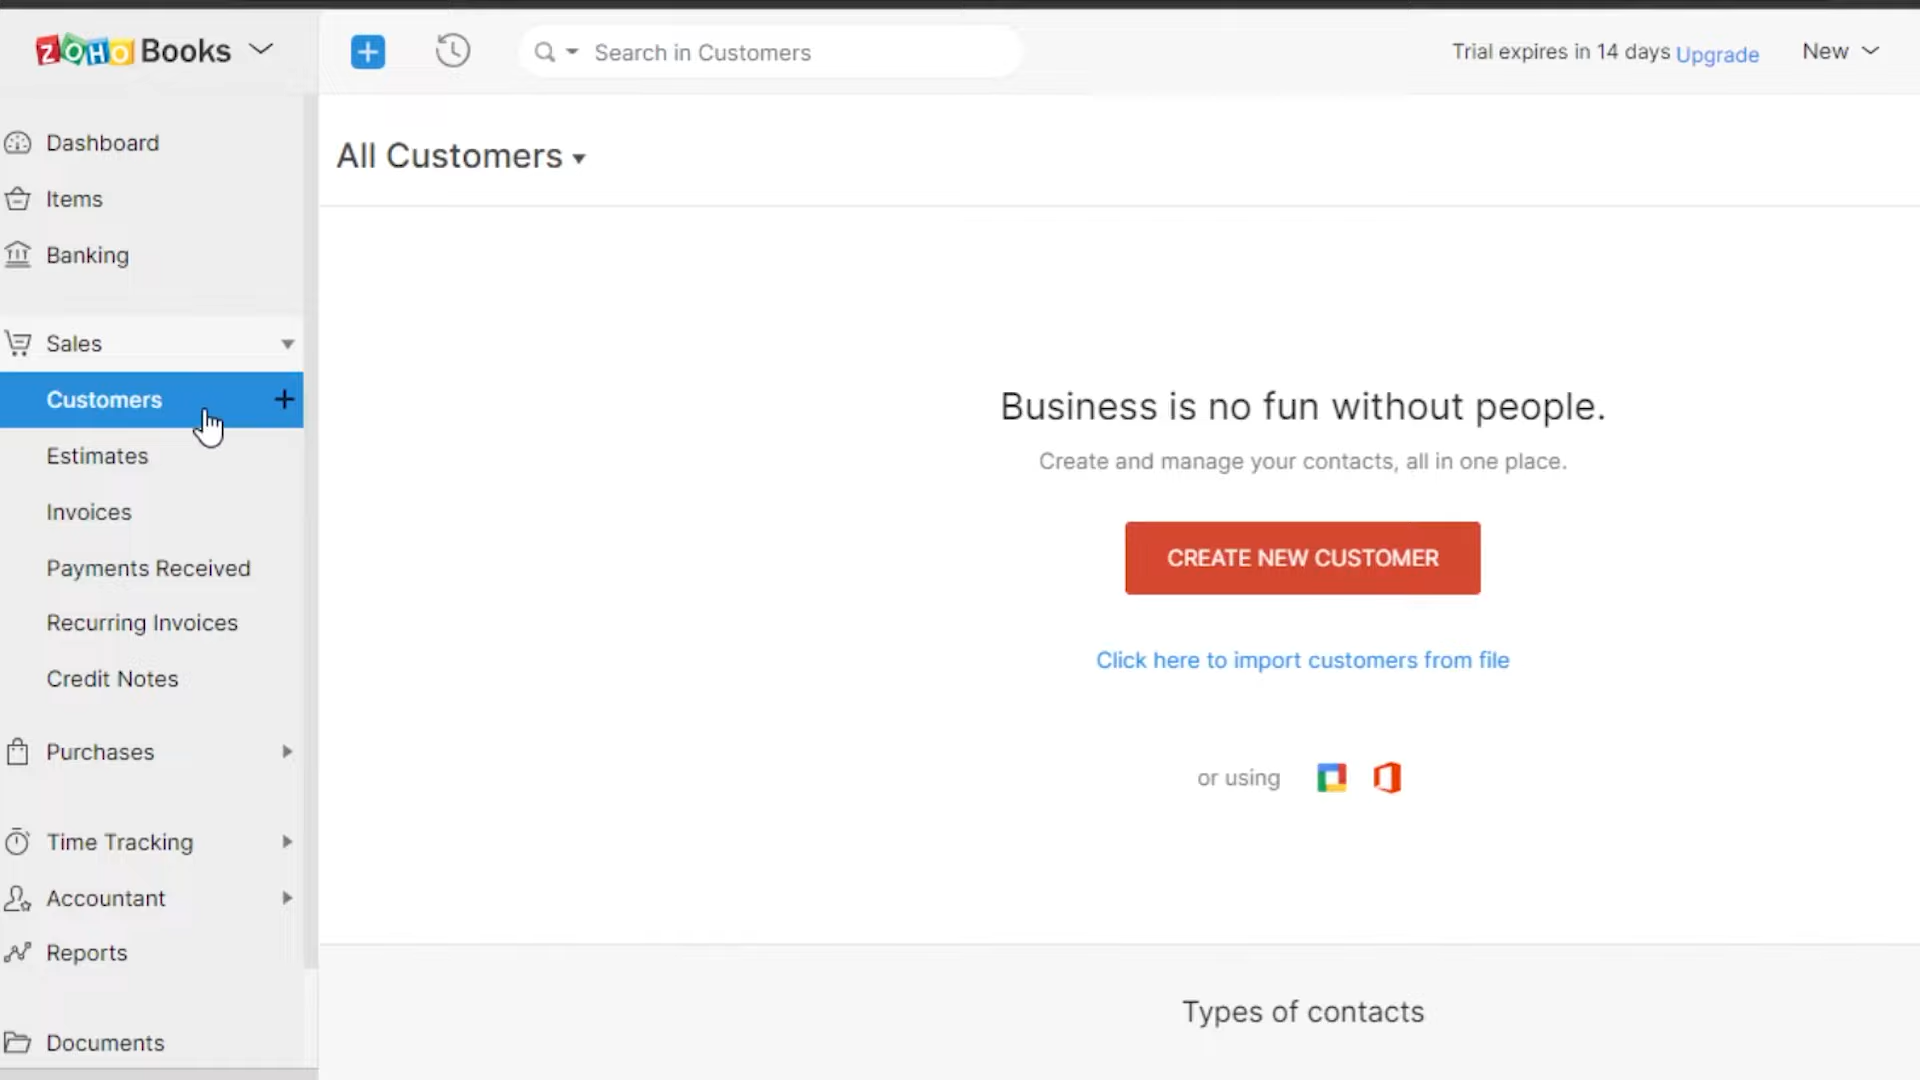 ZOHO Books
Search in Customers
Trial expires in 14 days Upgrade
New
Dashboard
Items
Banking
Sales
Customers
Estimates
Invoices
Payments Received
Recurring Invoices
Credit Notes
Purchases
Time Tracking
Accountant
Reports
Documents
All Customers
Business is no fun without people.
Create and manage your contacts, all in one place.
CREATE NEW CUSTOMER
Click here to import customers from file
or using
Types of contacts